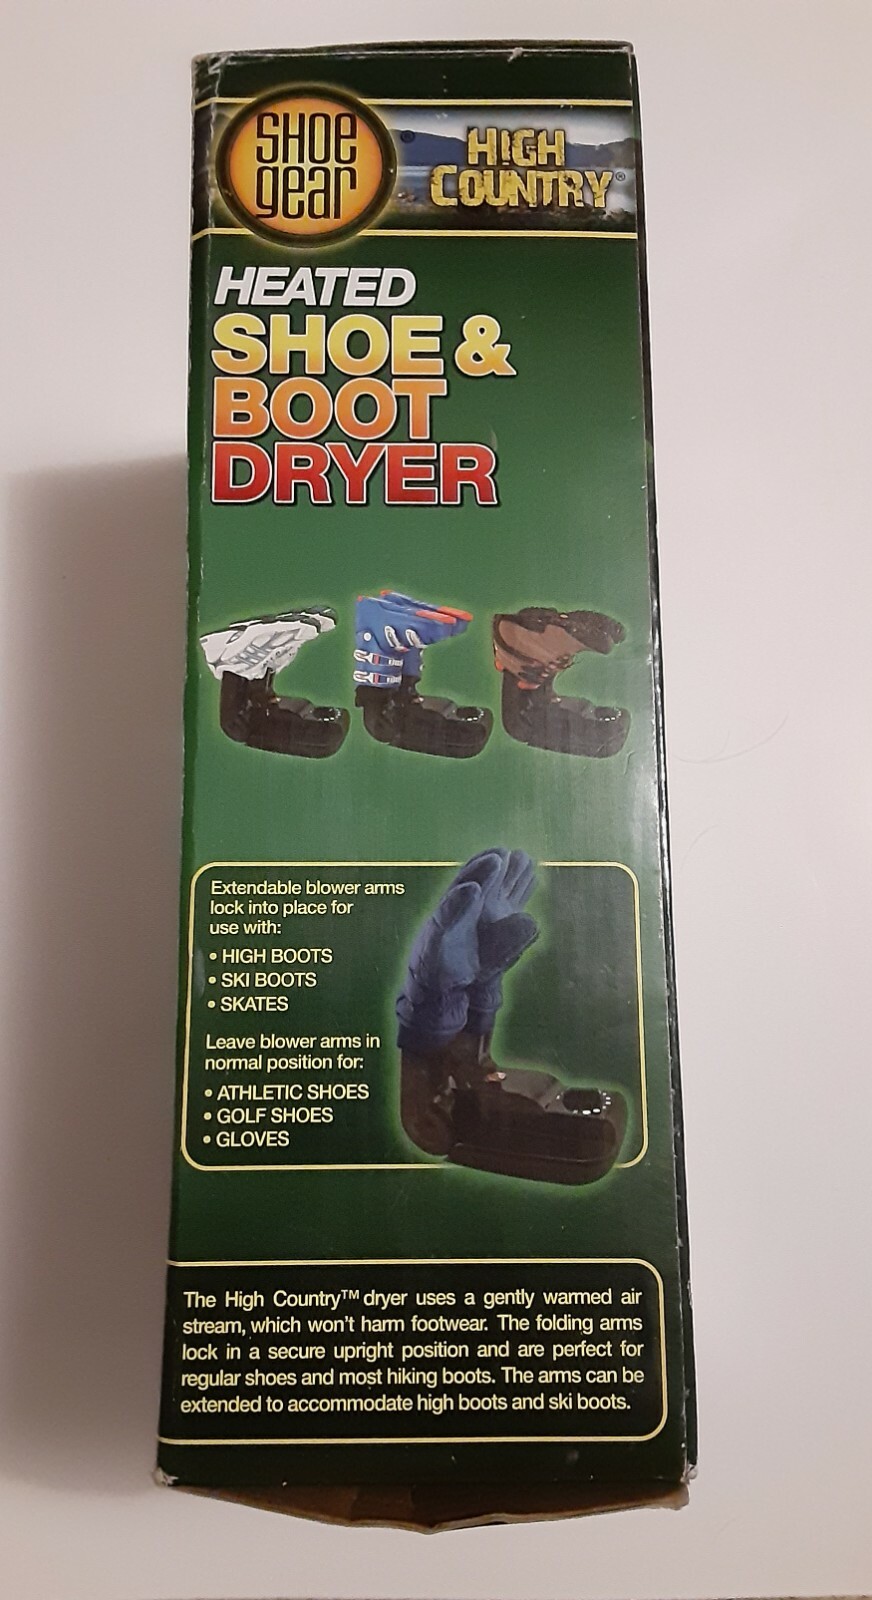 SHOE
gear
®
HIGH
COUNTRY®
HEATED
SHOE &
BOOT
DRYER
Extendable blower arms
lock into place for
use with:
• HIGH BOOTS
• SKI BOOTS
• SKATES
Leave blower arms in
normal position for:
• ATHLETIC SHOES
• GOLF SHOES
• GLOVES
The High Country™ dryer uses a gently warmed air
stream, which won't harm footwear. The folding arms
lock in a secure upright position and are perfect for
regular shoes and most hiking boots. The arms can be
extended to accommodate high boots and ski boots.